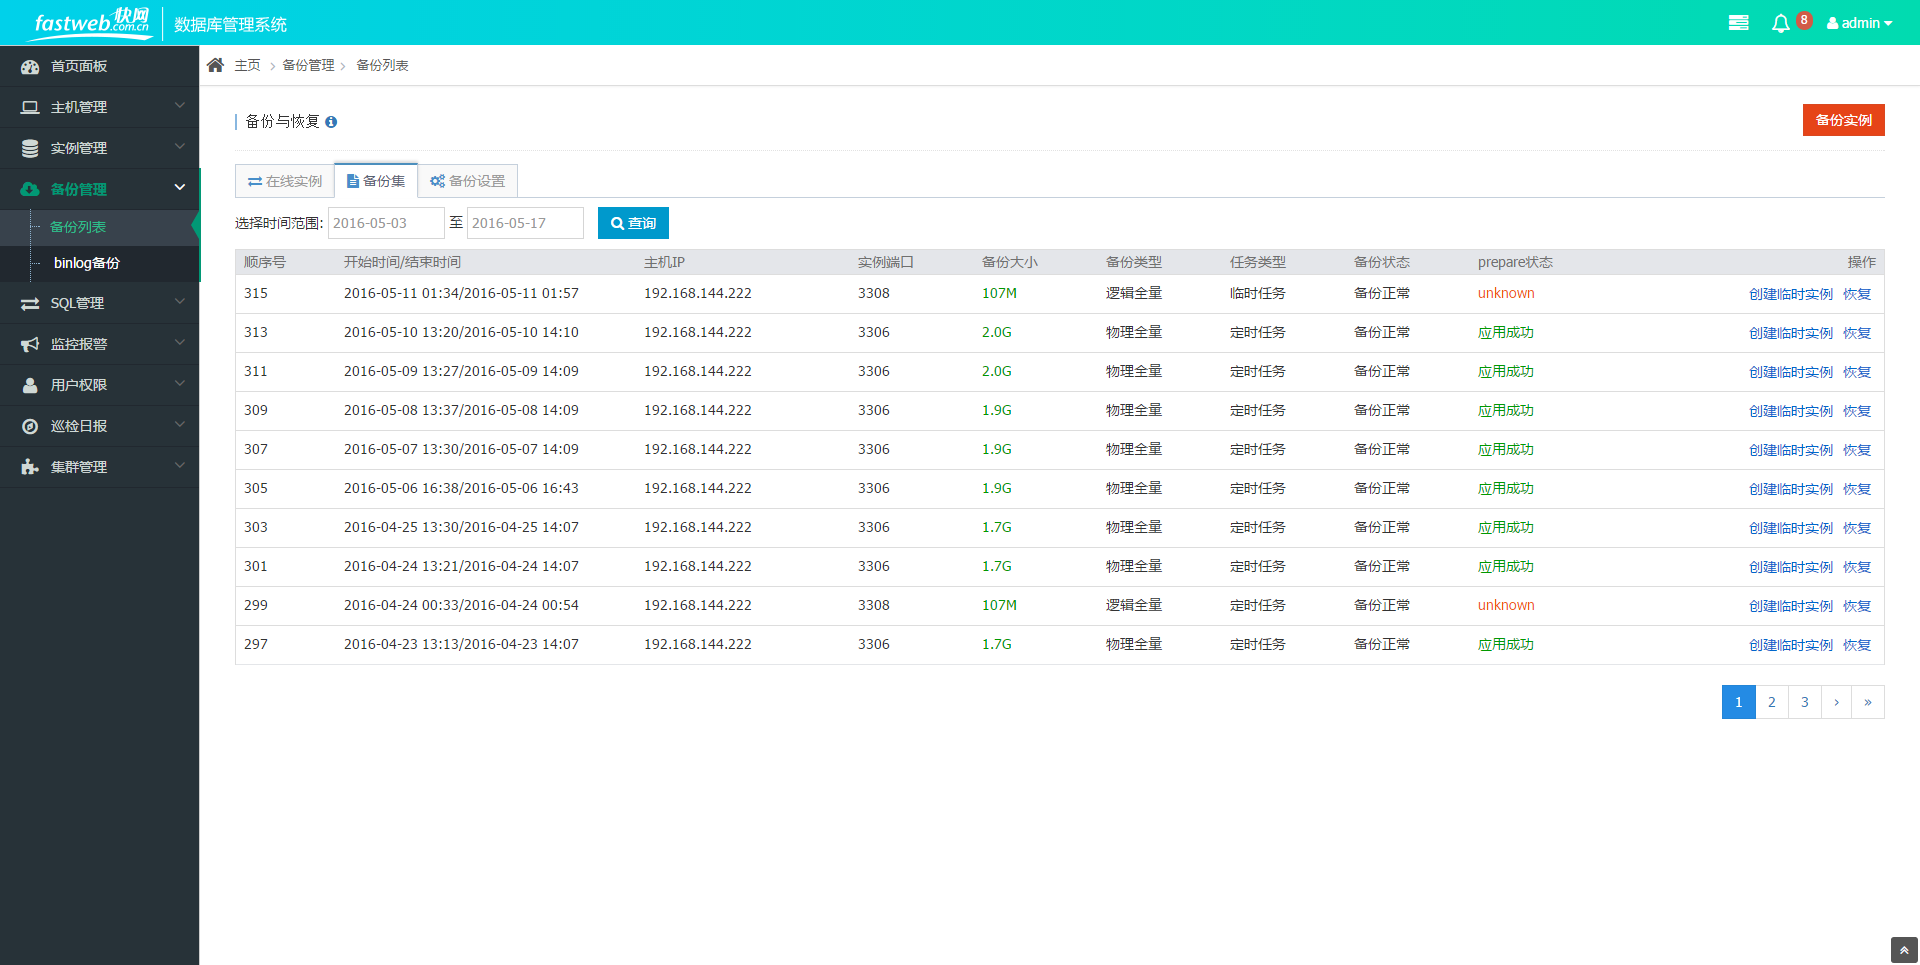 fastweb快网 .com.cn 数据库管理系统 8 admin
首页面板
主机管理
实例管理
备份管理
备份列表
binlog备份
SQL管理
监控报警
用户权限
巡检日报
集群管理
主页 > 备份管理 > 备份列表
备份与恢复
备份实例
在线实例 备份集 备份设置
选择时间范围: 2016-05-03 至 2016-05-17 查询
顺序号 开始时间/结束时间 主机IP 实例端口 备份大小 备份类型 任务类型 备份状态 prepare状态 操作
315 2016-05-11 01:34/2016-05-11 01:57 192.168.144.222 3308 107M 逻辑全量 临时任务 备份正常 unknown 创建临时实例 恢复
313 2016-05-10 13:20/2016-05-10 14:10 192.168.144.222 3306 2.0G 物理全量 定时任务 备份正常 应用成功 创建临时实例 恢复
311 2016-05-09 13:27/2016-05-09 14:09 192.168.144.222 3306 2.0G 物理全量 定时任务 备份正常 应用成功 创建临时实例 恢复
309 2016-05-08 13:37/2016-05-08 14:09 192.168.144.222 3306 1.9G 物理全量 定时任务 备份正常 应用成功 创建临时实例 恢复
307 2016-05-07 13:30/2016-05-07 14:09 192.168.144.222 3306 1.9G 物理全量 定时任务 备份正常 应用成功 创建临时实例 恢复
305 2016-05-06 16:38/2016-05-06 16:43 192.168.144.222 3306 1.9G 物理全量 定时任务 备份正常 应用成功 创建临时实例 恢复
303 2016-04-25 13:30/2016-04-25 14:07 192.168.144.222 3306 1.7G 物理全量 定时任务 备份正常 应用成功 创建临时实例 恢复
301 2016-04-24 13:21/2016-04-24 14:07 192.168.144.222 3306 1.7G 物理全量 定时任务 备份正常 应用成功 创建临时实例 恢复
299 2016-04-24 00:33/2016-04-24 00:54 192.168.144.222 3308 107M 逻辑全量 定时任务 备份正常 unknown 创建临时实例 恢复
297 2016-04-23 13:13/2016-04-23 14:07 192.168.144.222 3306 1.7G 物理全量 定时任务 备份正常 应用成功 创建临时实例 恢复
1 2 3 › »